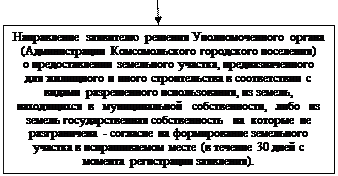 Направление заявителю решения Уполномоченного органа
(Администрация Комсомольского городского поселения)
о предоставлении земельного участка, предназначенного
для жилищного и иного строительства в соответствии с
видами разрешенного использования, из земель,
находящихся в муниципальной собственности, либо из
земель государственная собственность на которые не
разграничена - согласие на формирование земельного
участка в испрашиваемом месте (в течение 30 дней с
момента регистрации заявления).